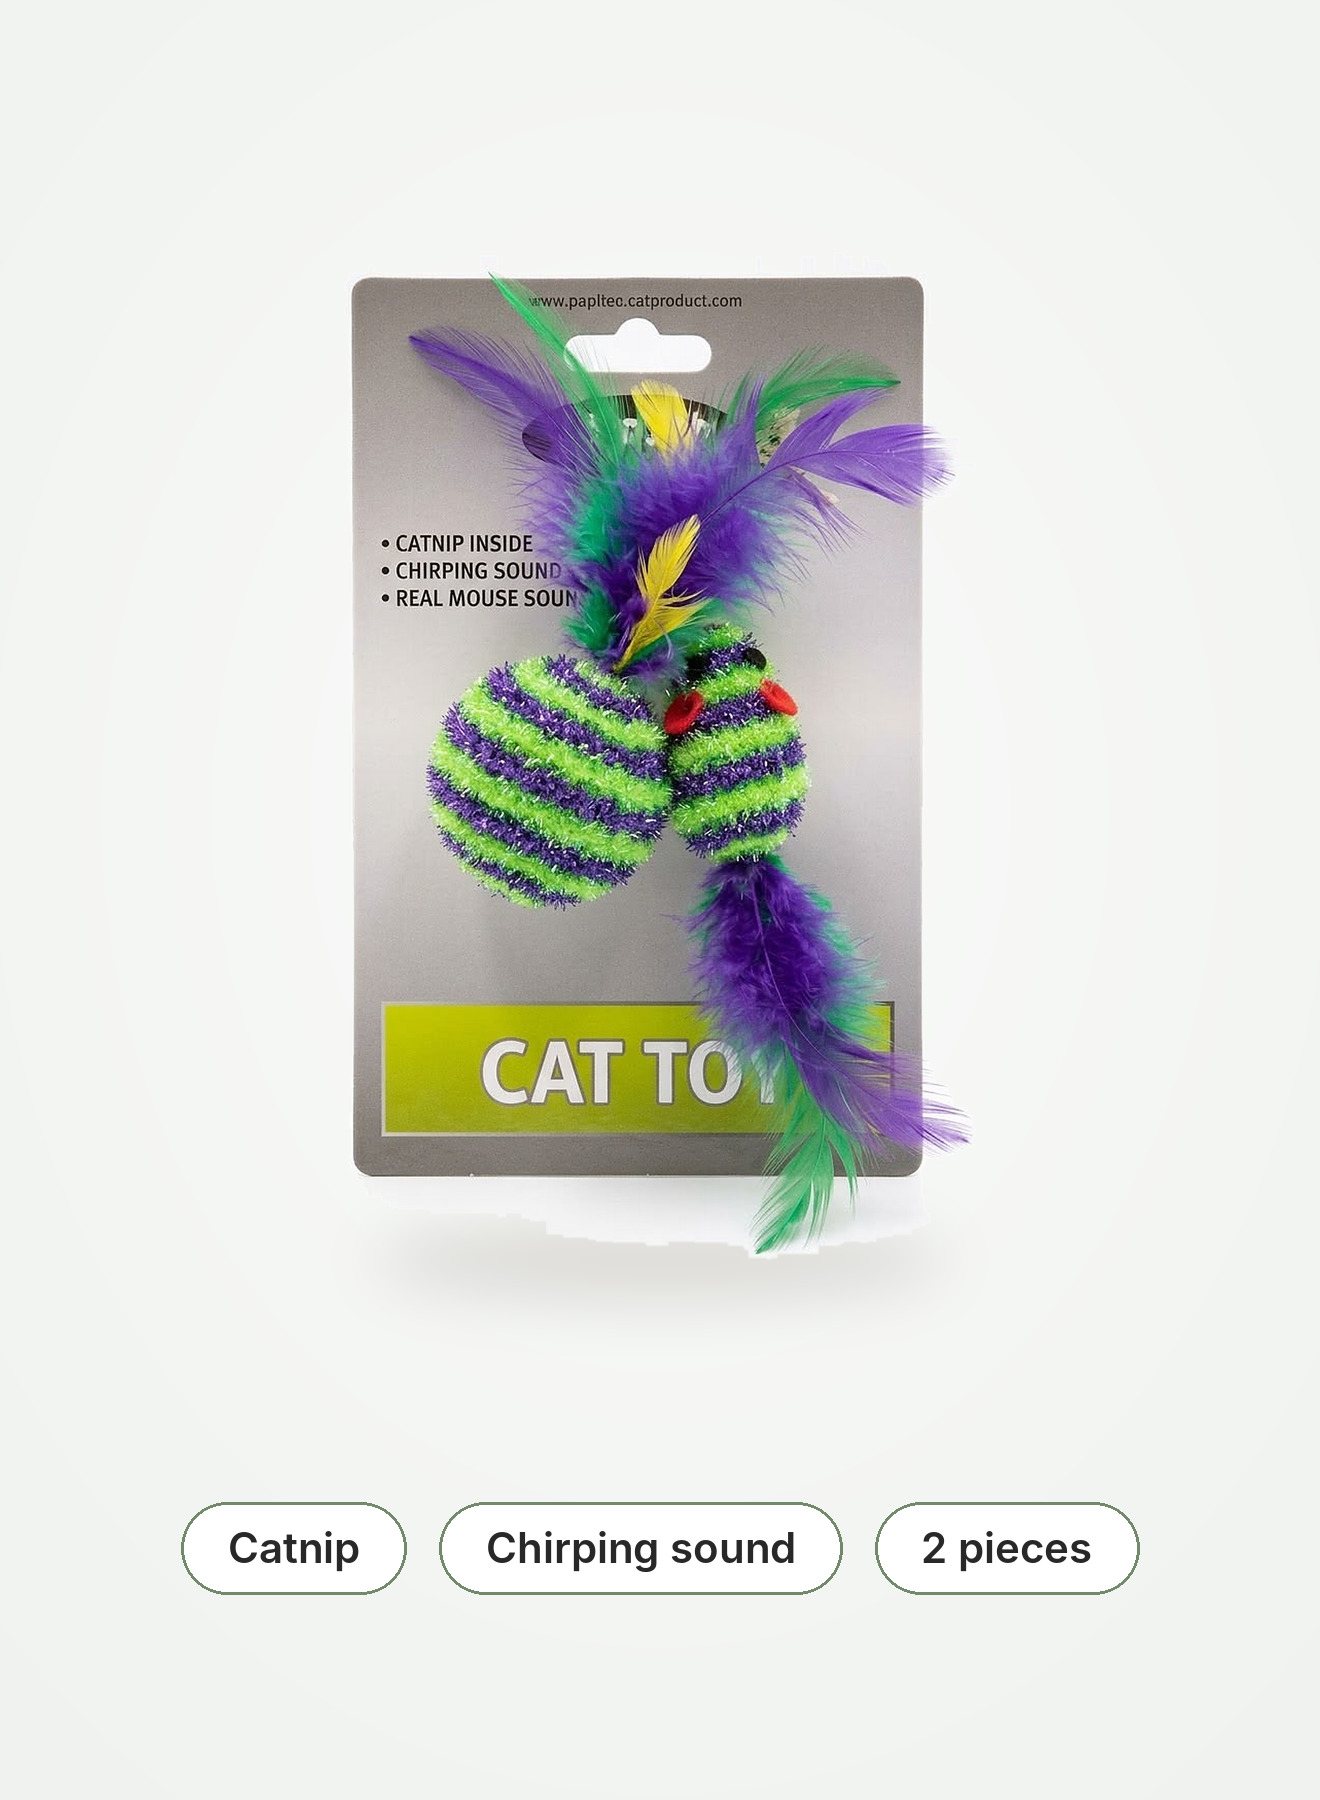 www.papltec.catproduct.com
• CATNIP INSIDE
• CHIRPING SOUND
• REAL MOUSE SOUN
CAT TOY
Catnip
Chirping sound
2 pieces